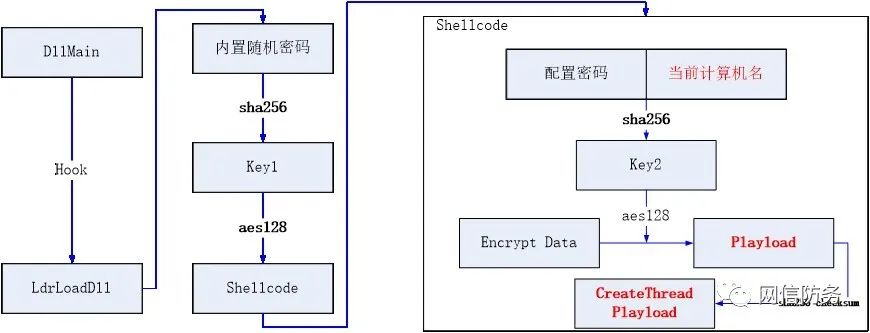 DllMain
Hook
LdrLoadDll
内置随机密码
sha256
Key1
aes128
Shellcode
Shellcode
配置密码
当前计算机名
sha256
Key2
aes128
Encrypt Data
Playload
CreateThread
Playload
sha256 checksum
网信防务